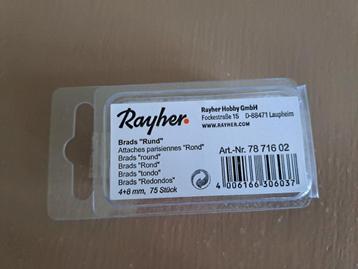 Rayher.
Rayher Hobby GmbH
Fockestraße 15 D-88471 Laupheim
WWW.RAYHER.COM
Brads "Rund"
Attaches parisiennes "Rond"
Brads "round"
Brads "Rond"
Brads "tondo"
Brads "Redondos"
4+8 mm, 75 Stück
Art.-Nr. 78 716 02
4 006166 306037